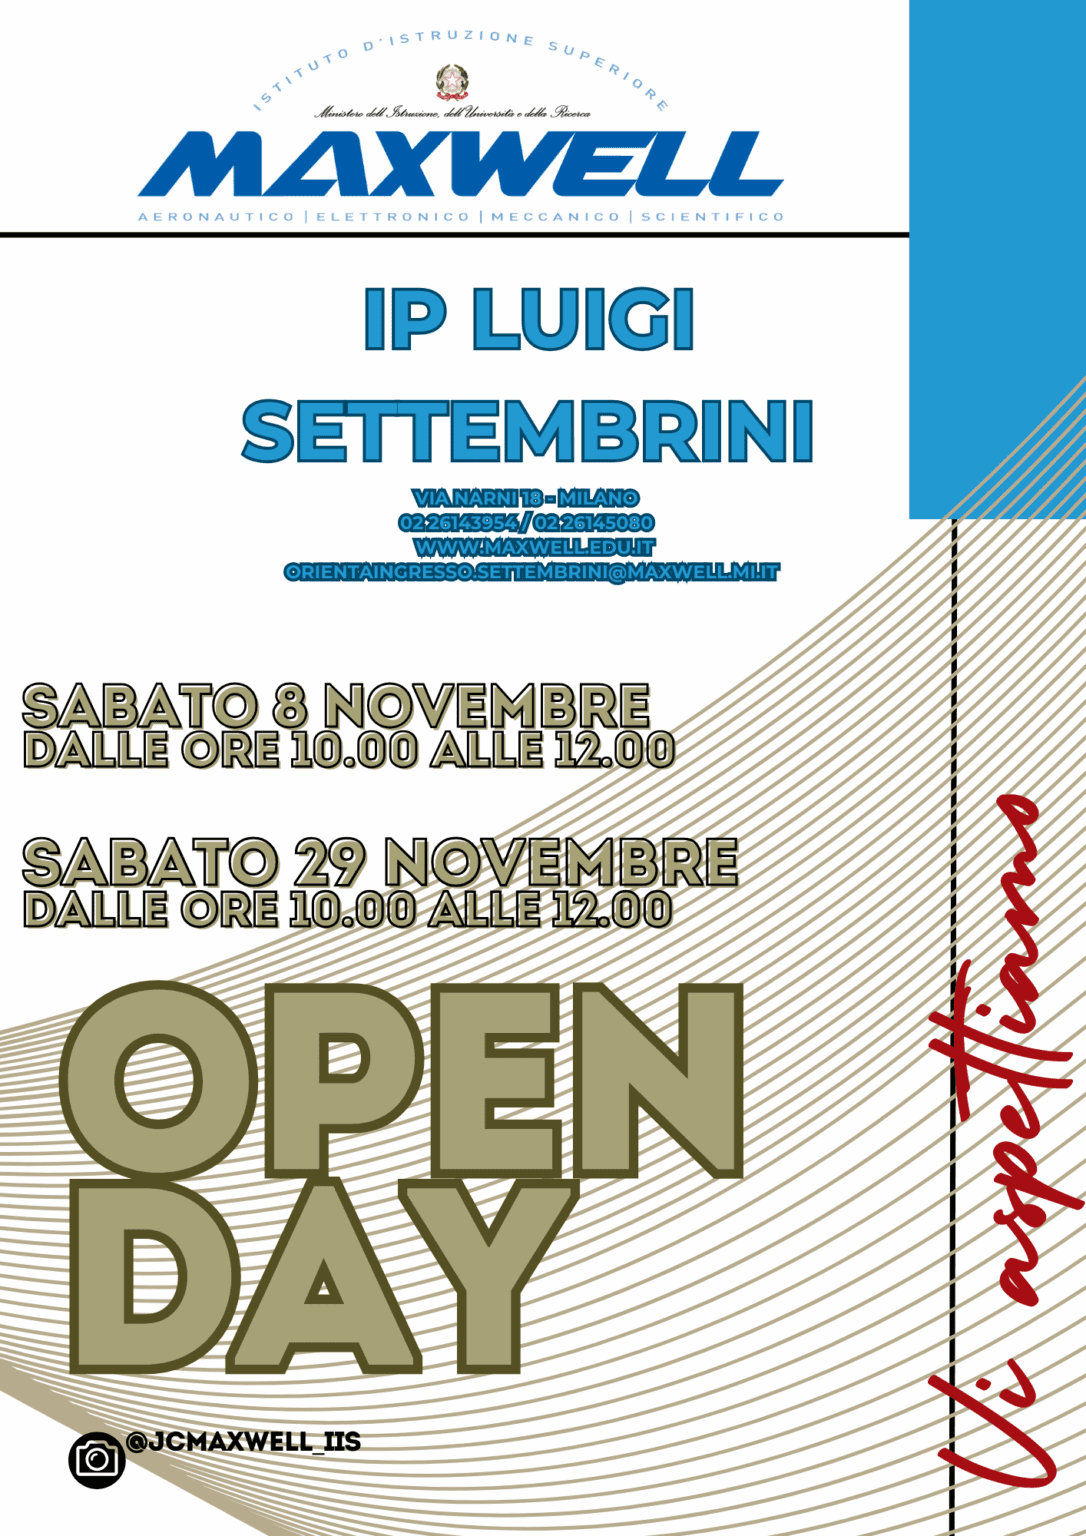 ISTITUTO D'ISTRUZIONE SUPERIORE
Ministero dell'Istruzione, dell'Università e della Ricerca
MAXWELL
AERONAUTICO | ELETTRONICO | MECCANICO | SCIENTIFICO
IP LUIGI
SETTEMBRINI
VIA NARNI 18 - MILANO
02 26143954 / 02 26145080
WWW.MAXWELL.EDU.IT
ORIENTAINGRESSO.SETTEMBRINI@MAXWELL.MI.IT
SABATO 8 NOVEMBRE
DALLE ORE 10.00 ALLE 12.00
SABATO 29 NOVEMBRE
DALLE ORE 10.00 ALLE 12.00
OPEN
DAY
@JCMAXWELL_IIS
Vi aspettiamo